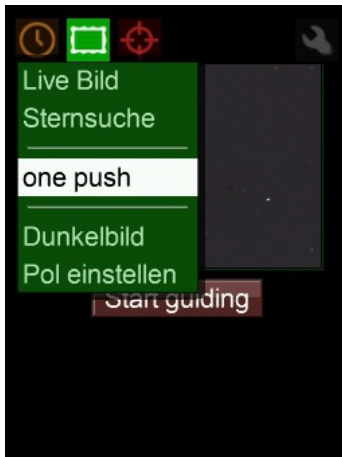 Live Bild
Sternsuche
one push
Dunkelbild
Pol einstellen
Start guiding